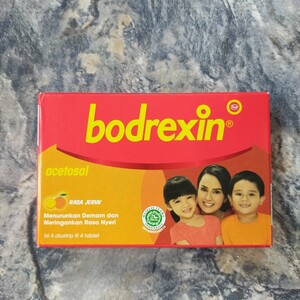 bodrexin®
acetosal
RASA JERUK
Menurunkan Demam dan
Meringankan Rasa Nyeri